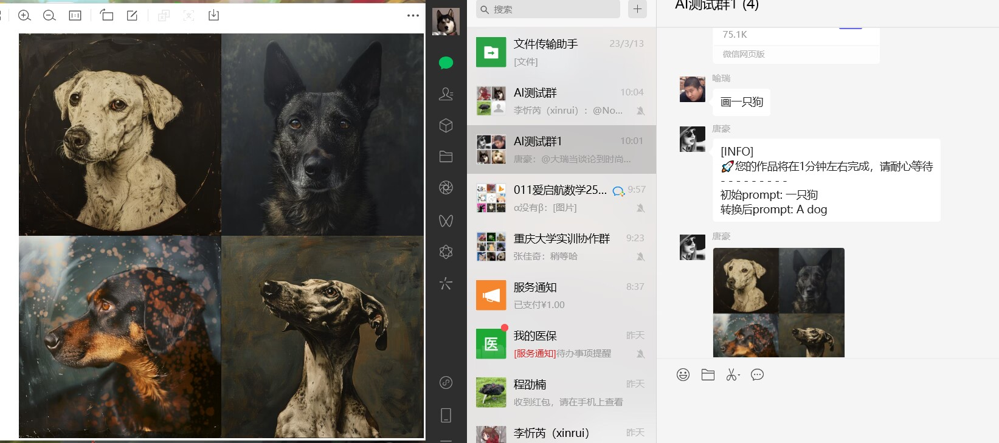 搜索
文件传输助手
23/3/13
[文件]
AI测试群
10:04
李忻芮（xinrui）: @No...
AI测试群1
10:01
唐豪: @大瑞当谈论到时尚...
011爱启航数学25...
9:57
α没有β: [图片]
重庆大学实训协作群
9:23
张佳奇: 稍等哈
服务通知
8:37
已支付¥1.00
医
我的医保
昨天
[服务通知]待办事项提醒
程劭楠
昨天
收到红包，请在手机上查看
李忻芮（xinrui）
昨天
AI测试群1 (4)
75.1K
微信网页版
喻瑞
画一只狗
唐豪
[INFO]
🚀您的作品将在1分钟左右完成，请耐心等待
- - - - - - - - -
初始prompt: 一只狗
转换后prompt: A dog
唐豪